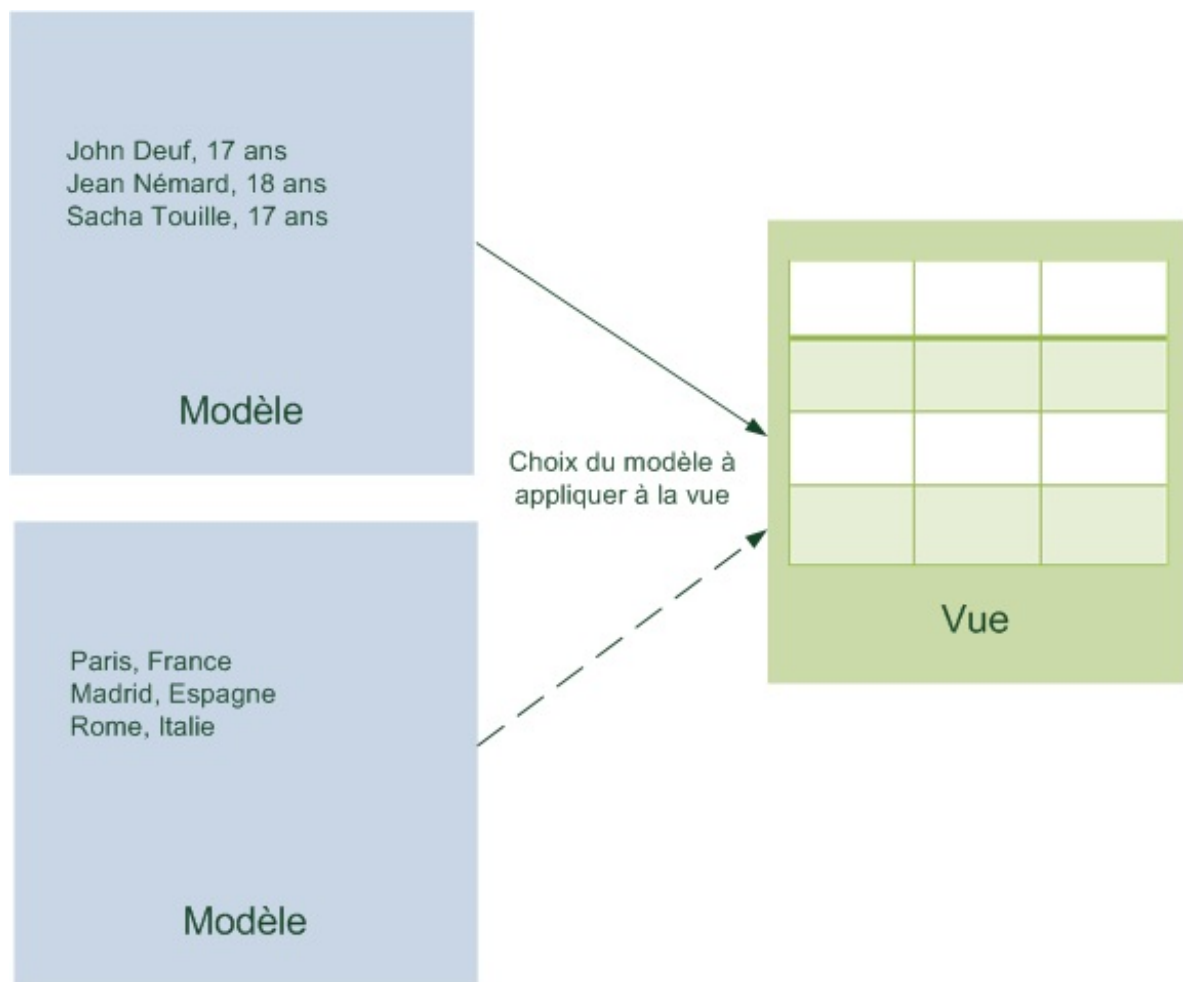 John Deuf, 17 ans
Jean Némard, 18 ans
Sacha Touille, 17 ans
Modèle
Choix du modèle à
appliquer à la vue
Vue
Paris, France
Madrid, Espagne
Rome, Italie
Modèle